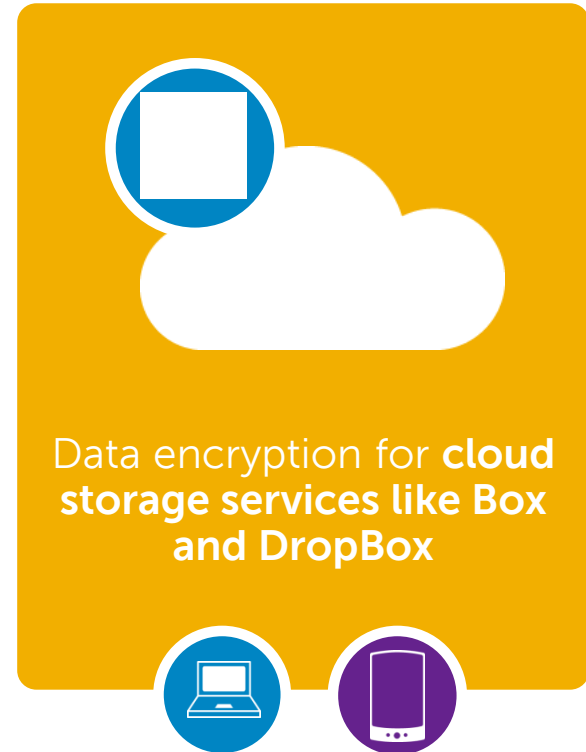 Data encryption for cloud
storage services like Box
and DropBox